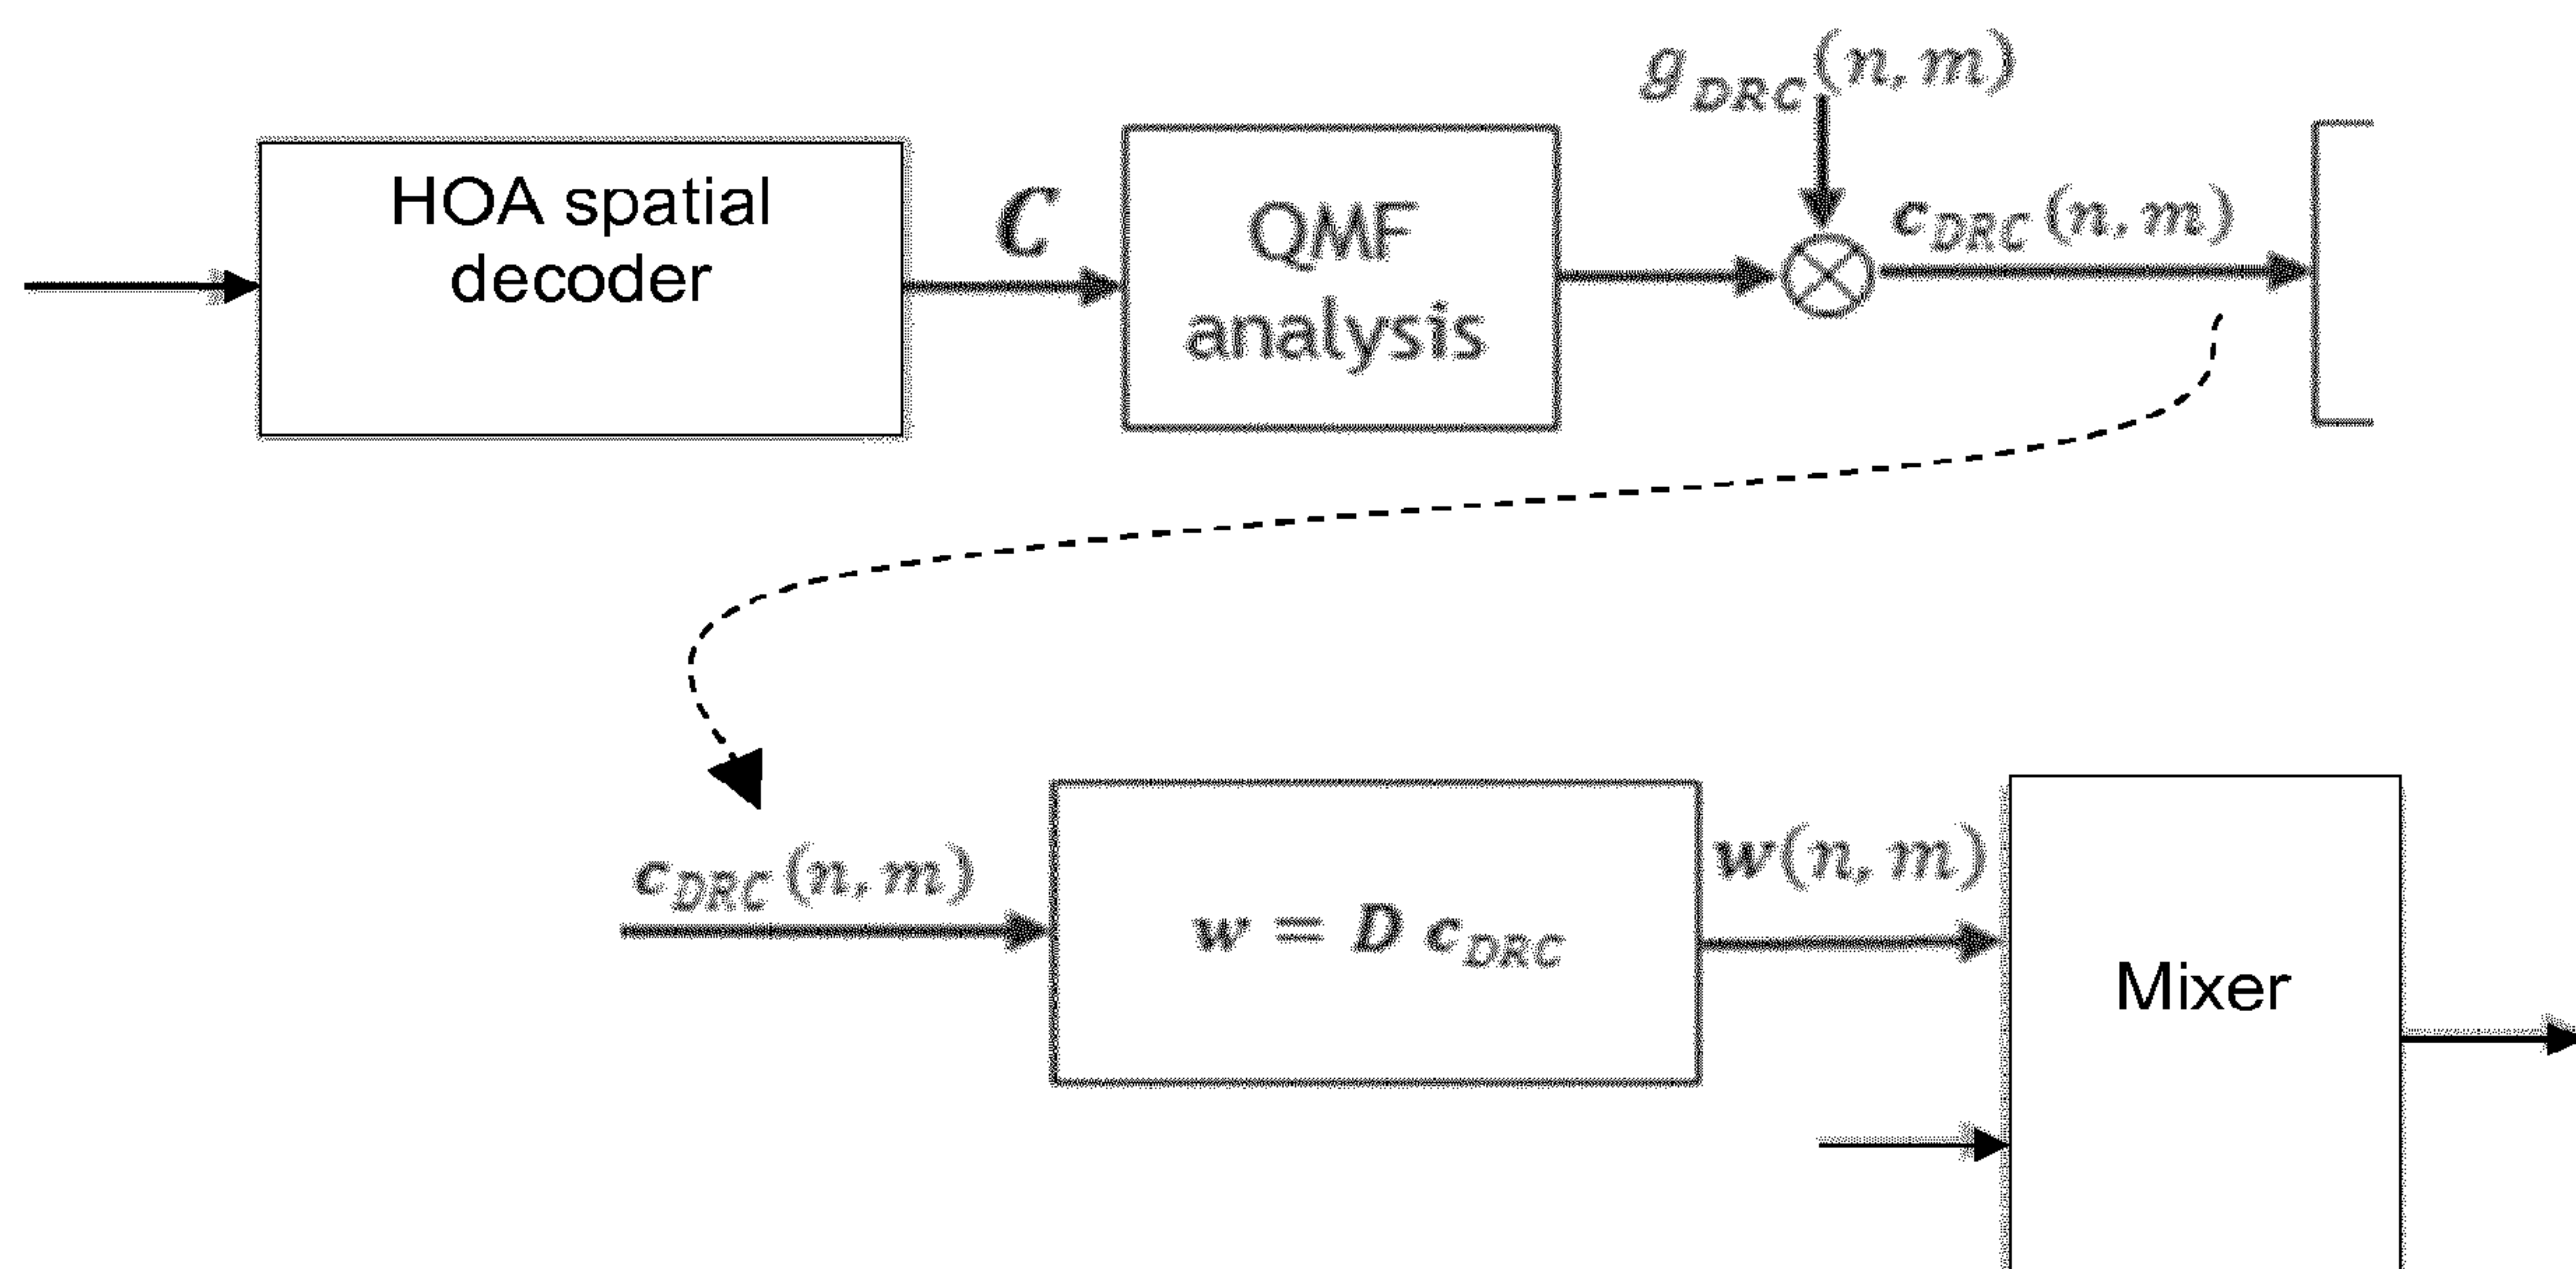 g_DRC(n, m)
HOA spatial
decoder
C
QMF
analysis
c_DRC(n, m)
c_DRC(n, m)
w = D c_DRC
w(n, m)
Mixer